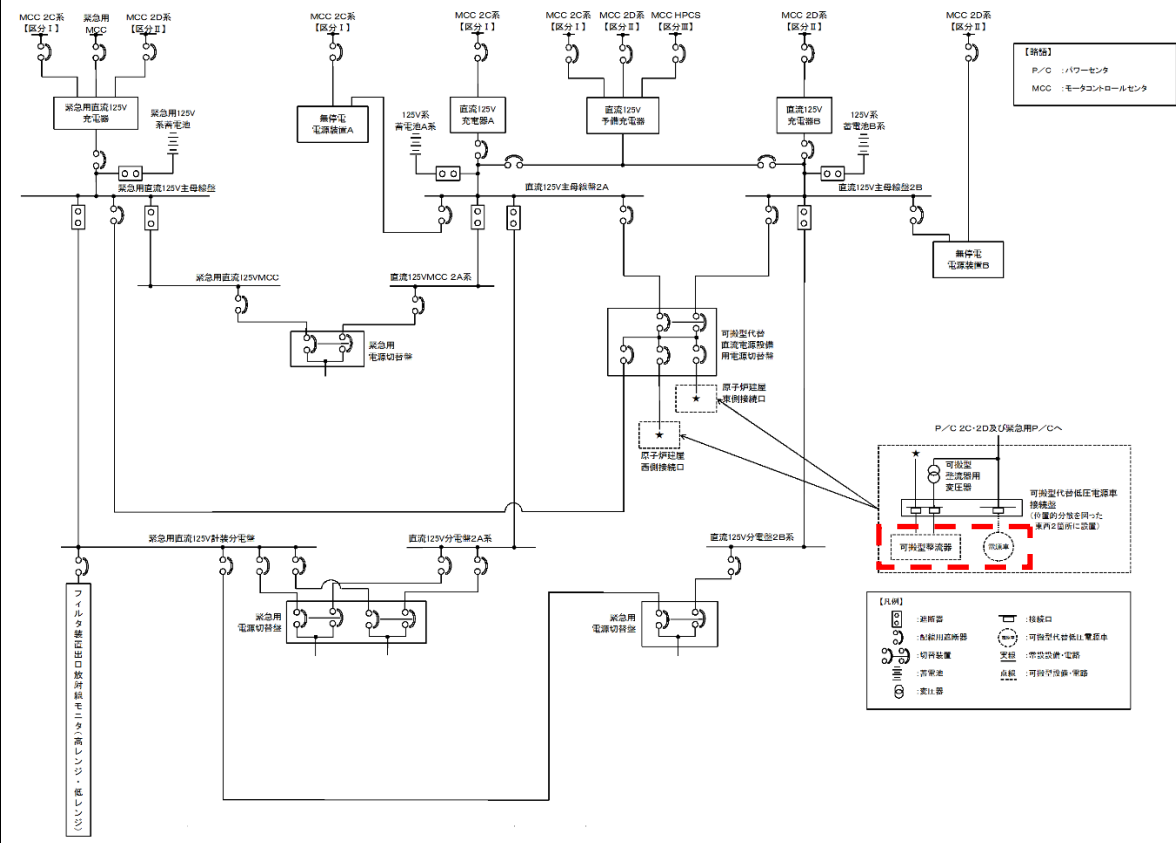 MCC 2C系
【区分Ⅰ】
緊急用
MCC
MCC 2D系
【区分Ⅱ】
MCC 2C系
【区分Ⅰ】
MCC 2C系
【区分Ⅰ】
MCC 2C系
【区分Ⅰ】
MCC 2D系
【区分Ⅱ】
MCC HPCS
【区分Ⅲ】
MCC 2D系
【区分Ⅱ】
MCC 2D系
【区分Ⅱ】
【略語】
P/C :パワーセンタ
MCC :モータコントロールセンタ
緊急用直流125V
充電器
緊急用125V
系蓄電池
無停電
電源装置A
125V系
蓄電池A系
直流125V
充電器A
直流125V
予備充電器
直流125V
充電器B
125V系
蓄電池B系
緊急用直流125V主母線盤
直流125V主母線盤2A
直流125V主母線盤2B
無停電
電源装置B
緊急用直流125VMCC
直流125VMCC 2A系
緊急用
電源切替盤
可搬型代替
直流電源設備
用電源切替盤
原子炉建屋
東側接続口
★
★
原子炉建屋
西側接続口
P/C 2C・2D及び緊急用P/Cへ
★
可搬型
整流器用
変圧器
可搬型代替低圧電源車
接続盤
(位置的分散を図った
東西2箇所に設置)
可搬型整流器
電源車
緊急用直流125V計装分電盤
直流125V分電盤2A系
直流125V分電盤2B系
緊急用
電源切替盤
緊急用
電源切替盤
フィルタ装置出口放射線モニタ(高レンジ・低レンジ)
【凡例】
:遮断器
:配線用遮断器
:切替装置
:蓄電池
:変圧器
:接続口
電源車
:可搬型代替低圧電源車
実線 :常設設備・電路
点線 :可搬型設備・電路